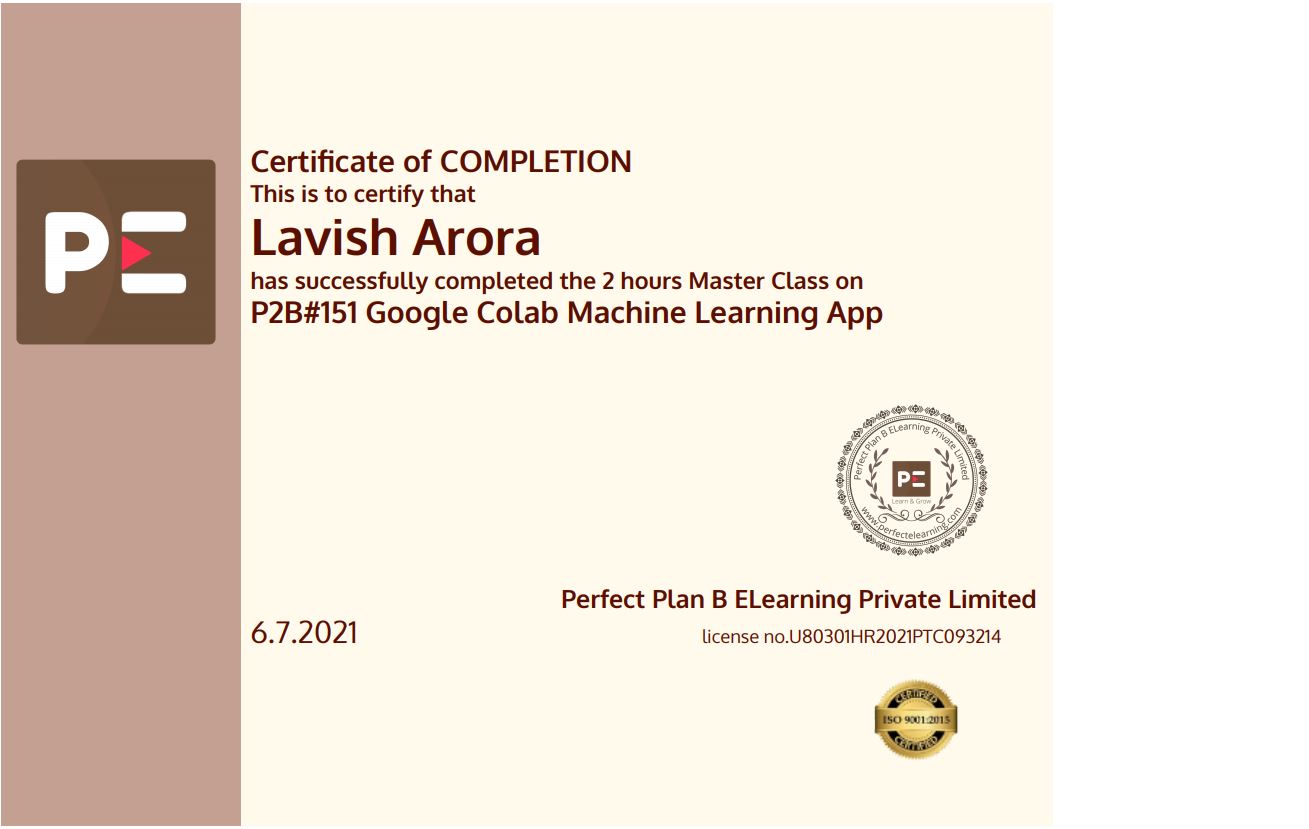 PE
Certificate of COMPLETION
This is to certify that
Lavish Arora
has successfully completed the 2 hours Master Class on
P2B#151 Google Colab Machine Learning App
Perfect Plan B ELearning Private Limited
PE
Learn & Grow
www.perfectelearning.com
Perfect Plan B ELearning Private Limited
6.7.2021
license no.U80301HR2021PTC093214
CERTIFIED
ISO 9001:2015
CERTIFIED